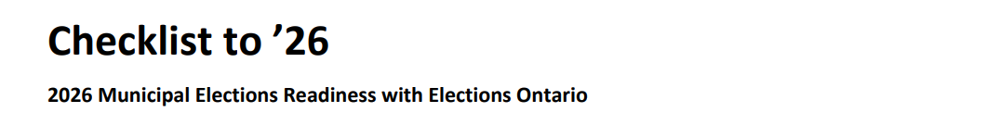 Checklist to ’26
2026 Municipal Elections Readiness with Elections Ontario